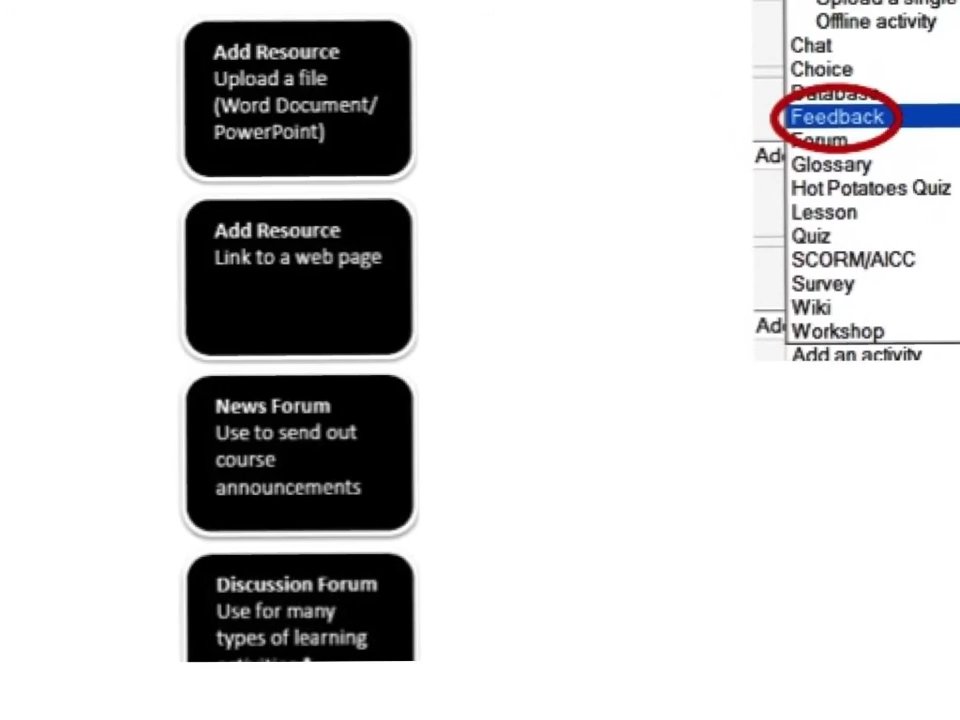 Add Resource
Upload a file
(Word Document/
PowerPoint)
Add Resource
Link to a web page
News Forum
Use to send out
course
announcements
Discussion Forum
Use for many
types of learning
Offline activity
Chat
Choice
Database
Feedback
Forum
Glossary
Hot Potatoes Quiz
Lesson
Quiz
SCORM/AICC
Survey
Wiki
Workshop
Add an activity